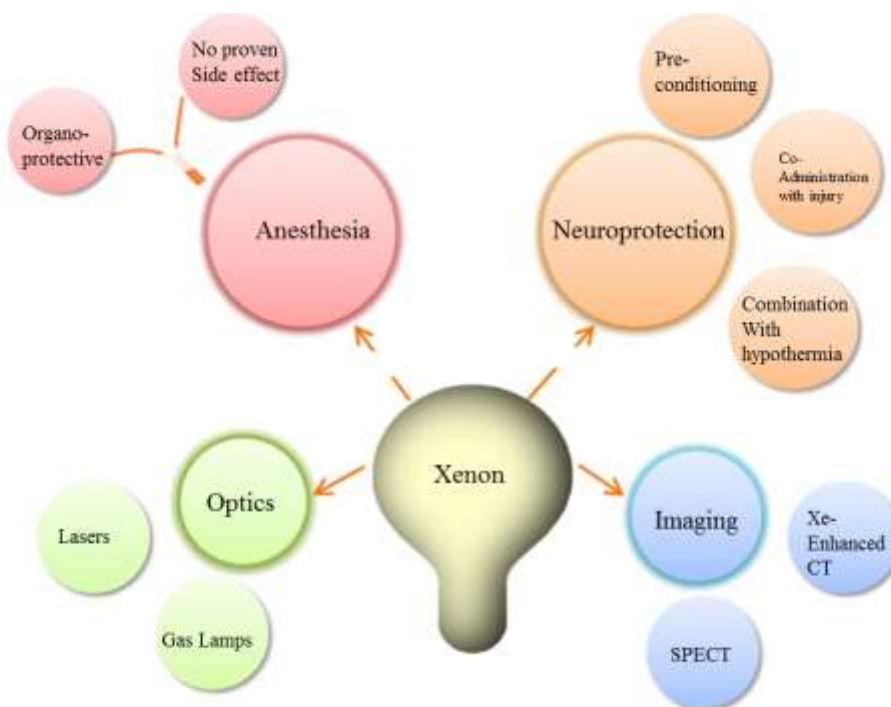 No proven
Side effect
Organo-
protective
Anesthesia
Pre-
conditioning
Co-
Administration
with injury
Neuroprotection
Combination
With
hypothermia
Xenon
Optics
Lasers
Gas Lamps
Imaging
Xe-
Enhanced
CT
SPECT